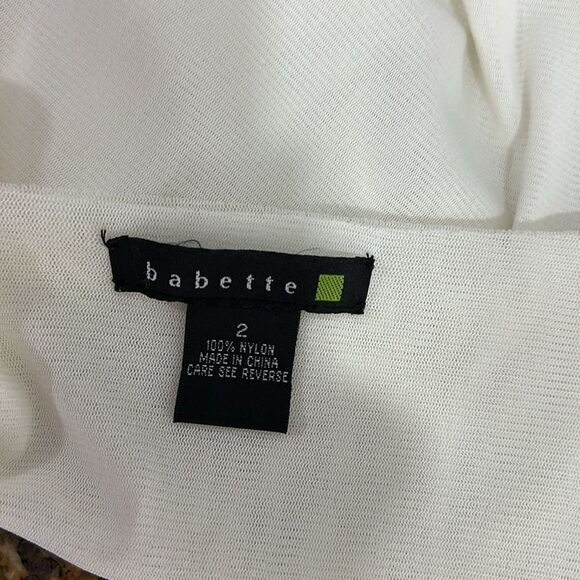 babette
2
100% NYLON
MADE IN CHINA
CARE SEE REVERSE